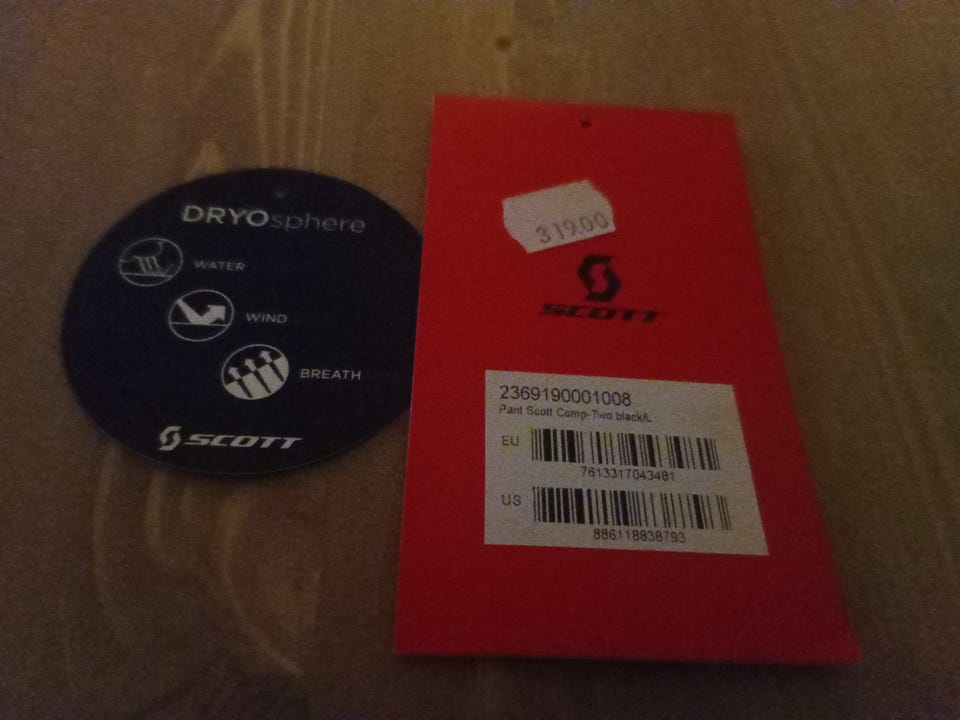 DRYOsphere
WATER
WIND
BREATH
SCOTT
319.00
SCOTT
2369190001008
Pant Scott Comp-Two black/L
EU
7613317043481
US
886118838793